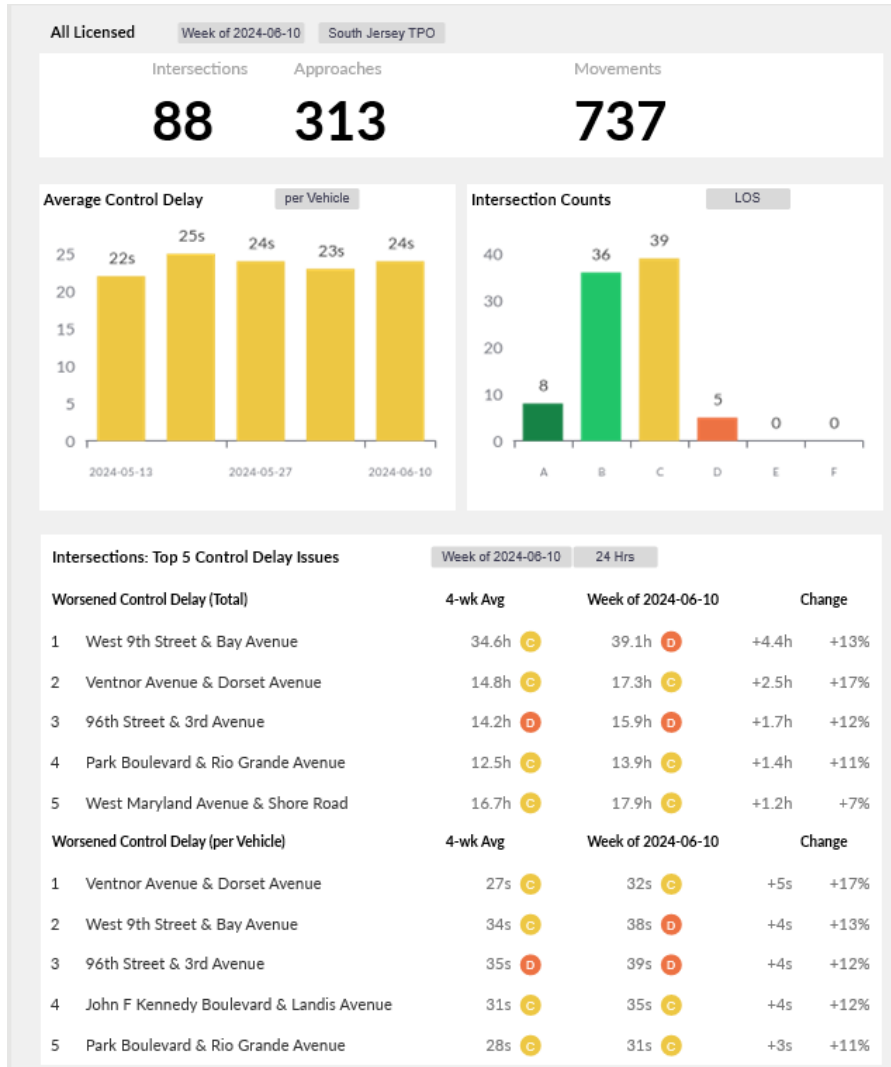 All Licensed Week of 2024-06-10 South Jersey TPO
Intersections Approaches Movements
88 313 737
Average Control Delay per Vehicle
25s
22s 24s 23s 24s
25
20
15
10
5
0
2024-05-13 2024-05-27 2024-06-10
Intersection Counts LOS
39
36
8
5
0 0
40
30
20
10
0
A B C D E F
Intersections: Top 5 Control Delay Issues Week of 2024-06-10 24 Hrs
Worsened Control Delay (Total) 4-wk Avg Week of 2024-06-10 Change
1 West 9th Street & Bay Avenue 34.6h C 39.1h D +4.4h +13%
2 Ventnor Avenue & Dorset Avenue 14.8h C 17.3h C +2.5h +17%
3 96th Street & 3rd Avenue 14.2h D 15.9h D +1.7h +12%
4 Park Boulevard & Rio Grande Avenue 12.5h C 13.9h C +1.4h +11%
5 West Maryland Avenue & Shore Road 16.7h C 17.9h C +1.2h +7%
Worsened Control Delay (per Vehicle) 4-wk Avg Week of 2024-06-10 Change
1 Ventnor Avenue & Dorset Avenue 27s C 32s C +5s +17%
2 West 9th Street & Bay Avenue 34s C 38s D +4s +13%
3 96th Street & 3rd Avenue 35s D 39s D +4s +12%
4 John F Kennedy Boulevard & Landis Avenue 31s C 35s C +4s +12%
5 Park Boulevard & Rio Grande Avenue 28s C 31s C +3s +11%